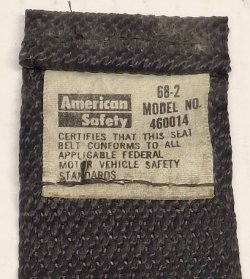 American
Safety
68-2
MODEL NO.
460014
CERTIFIES THAT THIS SEAT
BELT CONFORMS TO ALL
APPLICABLE FEDERAL
MOTOR VEHICLE SAFETY
STANDARDS